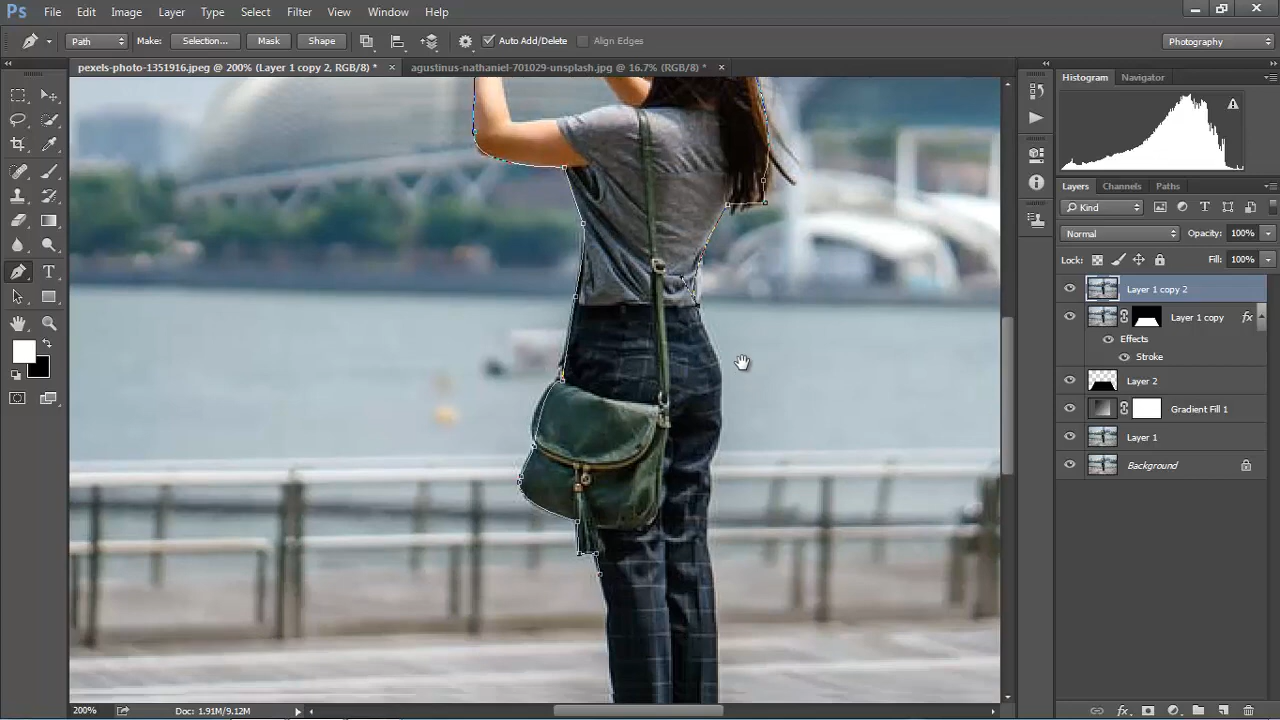 Ps File Edit Image Layer Type Select Filter View Window Help
Path Make: Selection... Mask Shape Auto Add/Delete Align Edges Photography
pexels-photo-1351916.jpeg @ 200% (Layer 1 copy 2, RGB/8) * × agustinus-nathaniel-701029-unsplash.jpg @ 16.7% (RGB/8) * ×
Histogram Navigator
Layers Channels Paths
Kind
Normal Opacity: 100%
Lock: Fill: 100%
Layer 1 copy 2
Layer 1 copy fx
Effects
Stroke
Layer 2
Gradient Fill 1
Layer 1
Background
200% Doc: 1.91M/9.12M
fx